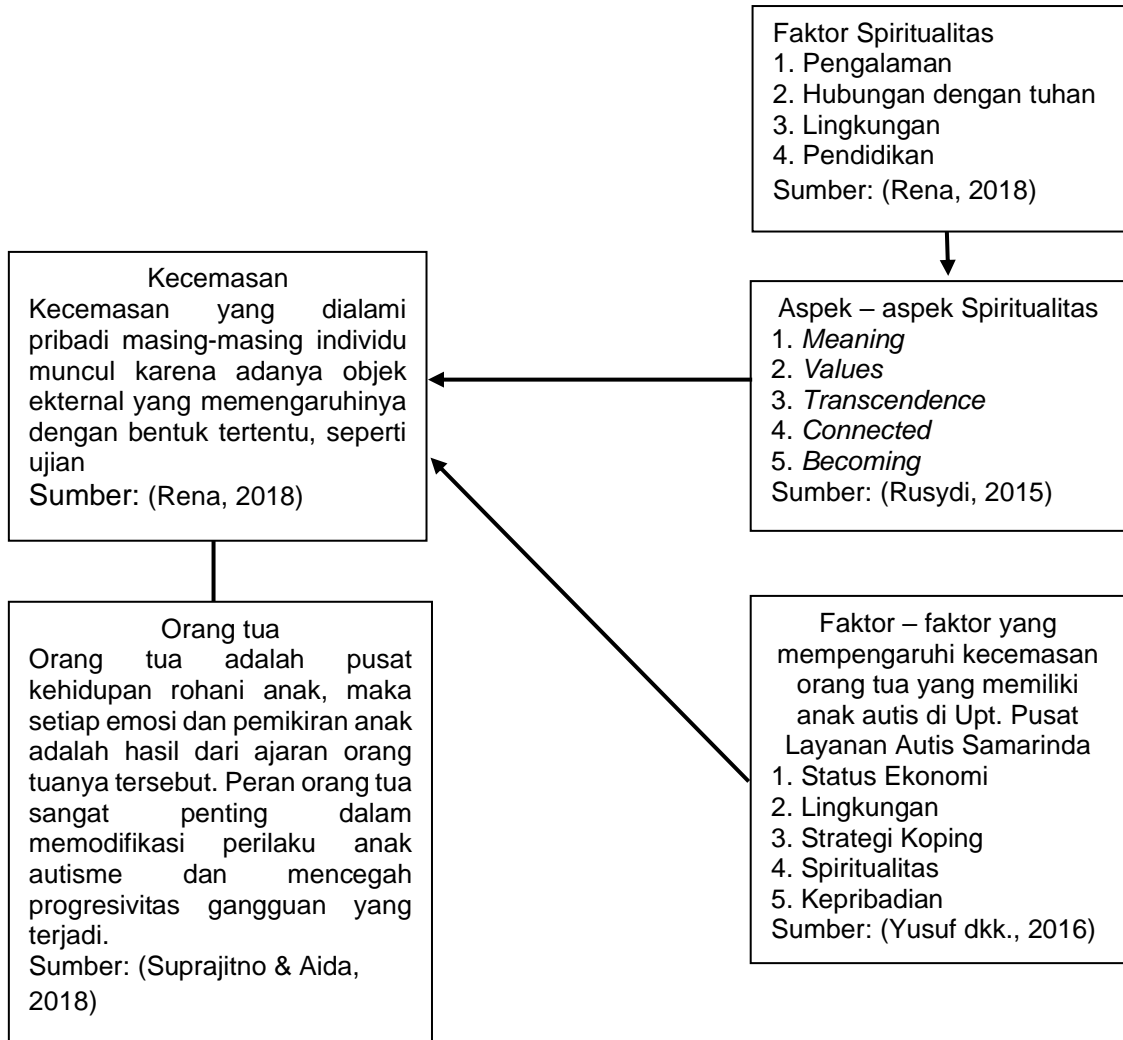 Faktor Spiritualitas
1. Pengalaman
2. Hubungan dengan tuhan
3. Lingkungan
4. Pendidikan
Sumber: (Rena, 2018)
Kecemasan
Kecemasan yang dialami
pribadi masing-masing individu
muncul karena adanya objek
ekternal yang memengaruhinya
dengan bentuk tertentu, seperti
ujian
Sumber: (Rena, 2018)
Aspek – aspek Spiritualitas
1. Meaning
2. Values
3. Transcendence
4. Connected
5. Becoming
Sumber: (Rusydi, 2015)
Orang tua
Orang tua adalah pusat
kehidupan rohani anak, maka
setiap emosi dan pemikiran anak
adalah hasil dari ajaran orang
tuanya tersebut. Peran orang tua
sangat penting dalam
memodifikasi perilaku anak
autisme dan mencegah
progresivitas gangguan yang
terjadi.
Sumber: (Suprajitno & Aida,
2018)
Faktor – faktor yang
mempengaruhi kecemasan
orang tua yang memiliki
anak autis di Upt. Pusat
Layanan Autis Samarinda
1. Status Ekonomi
2. Lingkungan
3. Strategi Koping
4. Spiritualitas
5. Kepribadian
Sumber: (Yusuf dkk., 2016)